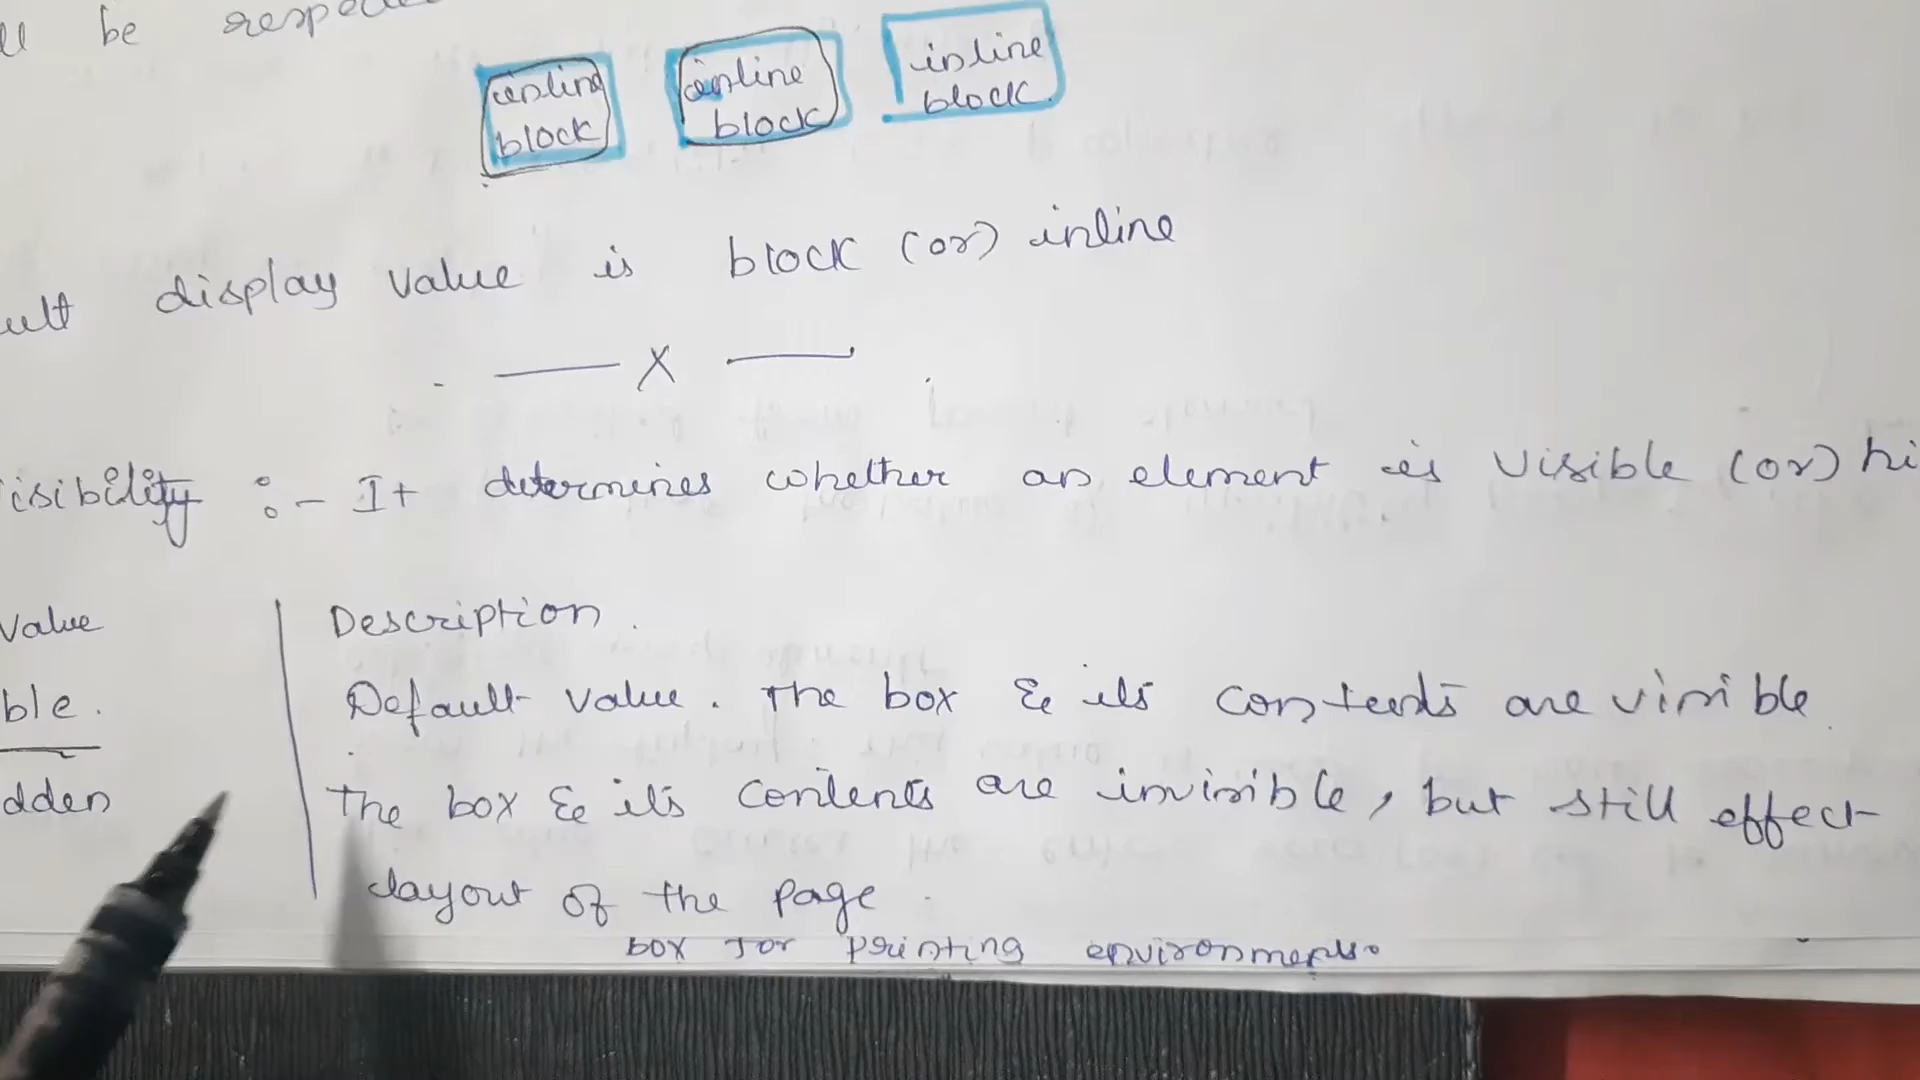 be
inline block
inline block
inline block
ult display value is block (or) inline
X
isibility :- It determines whether an element is visible (or) hi
Value Description.
ble. Default value. The box & its contents are visible.
dden The box & its contents are invisible, but still effect
layout of the page.
box for printing environments.